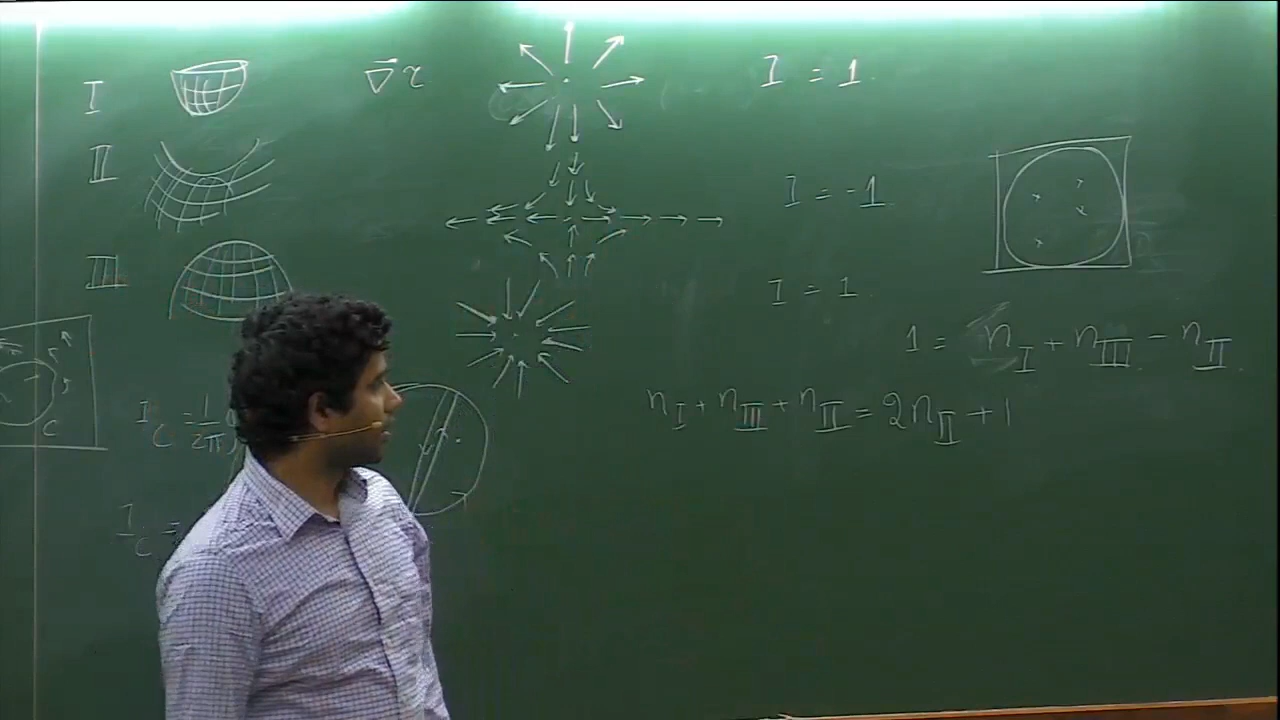 I ∇⃗τ I = 1
II I = -1
III I = 1
1 = n_I + n_III - n_II
n_I + n_III + n_II = 2n_II + 1
I_C = 1/2π
C
I_C =